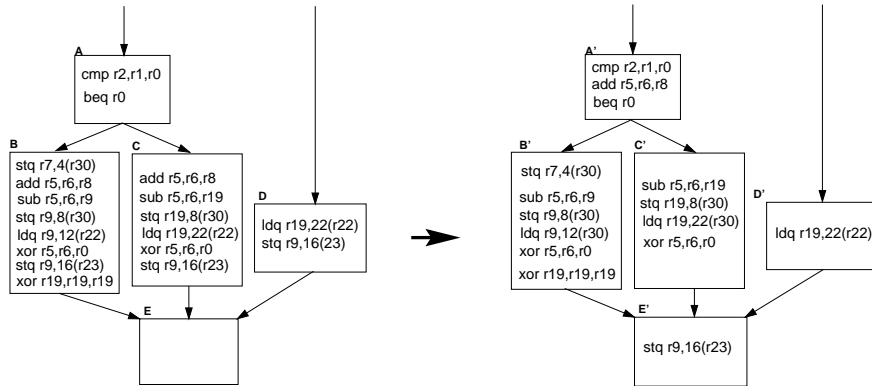 A
cmp r2,r1,r0
beq r0
B
stq r7,4(r30)
add r5,r6,r8
sub r5,r6,r9
stq r9,8(r30)
ldq r9,12(r22)
xor r5,r6,r0
stq r9,16(r23)
xor r19,r19,r19
C
add r5,r6,r8
sub r5,r6,r19
stq r19,8(r30)
ldq r19,22(r22)
xor r5,r6,r0
stq r9,16(r23)
D
ldq r19,22(r22)
stq r9,16(23)
E
A'
cmp r2,r1,r0
add r5,r6,r8
beq r0
B'
stq r7,4(r30)
sub r5,r6,r9
stq r9,8(r30)
ldq r9,12(r30)
xor r5,r6,r0
xor r19,r19,r19
C'
sub r5,r6,r19
stq r19,8(r30)
ldq r19,22(r30)
xor r5,r6,r0
D'
ldq r19,22(r22)
E'
stq r9,16(r23)